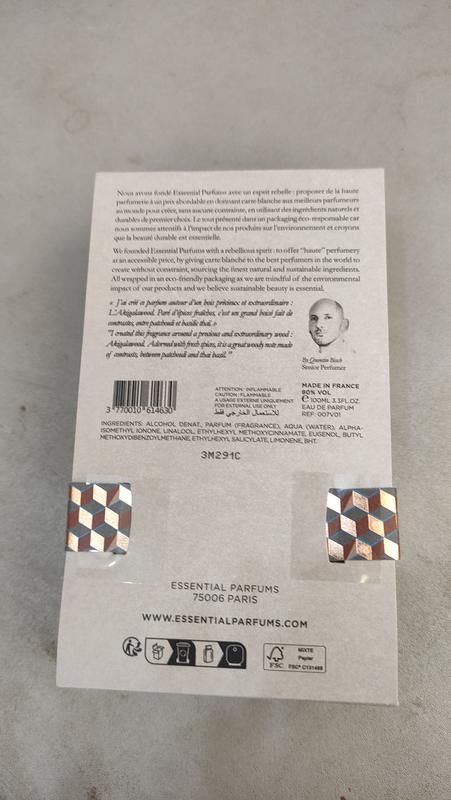 Nous avons fondé Essential Parfums avec un esprit rebelle : proposer de la haute
parfumerie à un prix abordable en donnant carte blanche aux meilleurs parfumeurs
au monde pour créer, sans aucune contrainte, en utilisant des ingrédients naturels et
durables de premier choix. Le tout présenté dans un packaging éco-responsable car
nous sommes attentifs à l'impact de nos produits sur l'environnement et croyons
que la beauté durable est essentielle.
We founded Essential Parfums with a rebellious spirit : to offer "haute" perfumery
at an accessible price, by giving carte blanche to the best perfumers in the world to
create without constraint, sourcing the finest natural and sustainable ingredients.
All wrapped in an eco-friendly packaging as we are mindful of the environmental
impact of our products and we believe sustainable beauty is essential.
« J'ai créé ce parfum autour d'un bois précieux et extraordinaire :
L'Akigalawood. Paré d'épices fraîches, c'est un grand boisé fait de
contrastes, entre patchouli et basilic thaï. »
"I created this fragrance around a precious and extraordinary wood :
Akigalawood. Adorned with fresh spices, it is a great woody note made
of contrasts, between patchouli and thai basil."
By Quentin Bisch
Senior Perfumer
3 770010 614630
ATTENTION : INFLAMMABLE
CAUTION : FLAMMABLE
A USAGE EXTERNE UNIQUEMENT
FOR EXTERNAL USE ONLY
للاستعمال الخارجي فقط
MADE IN FRANCE
80% VOL
℮ 100ML 3.3FL.OZ.
EAU DE PARFUM
REF: 007V01
INGREDIENTS: ALCOHOL DENAT., PARFUM (FRAGRANCE), AQUA (WATER), ALPHA-
ISOMETHYL IONONE, LINALOOL, ETHYLHEXYL METHOXYCINNAMATE, EUGENOL, BUTYL
METHOXYDIBENZOYLMETHANE, ETHYLHEXYL SALICYLATE, LIMONENE, BHT.
3M291C
ESSENTIAL PARFUMS
75006 PARIS
WWW.ESSENTIALPARFUMS.COM
FSC
MIXTE
Papier
FSC® C131498